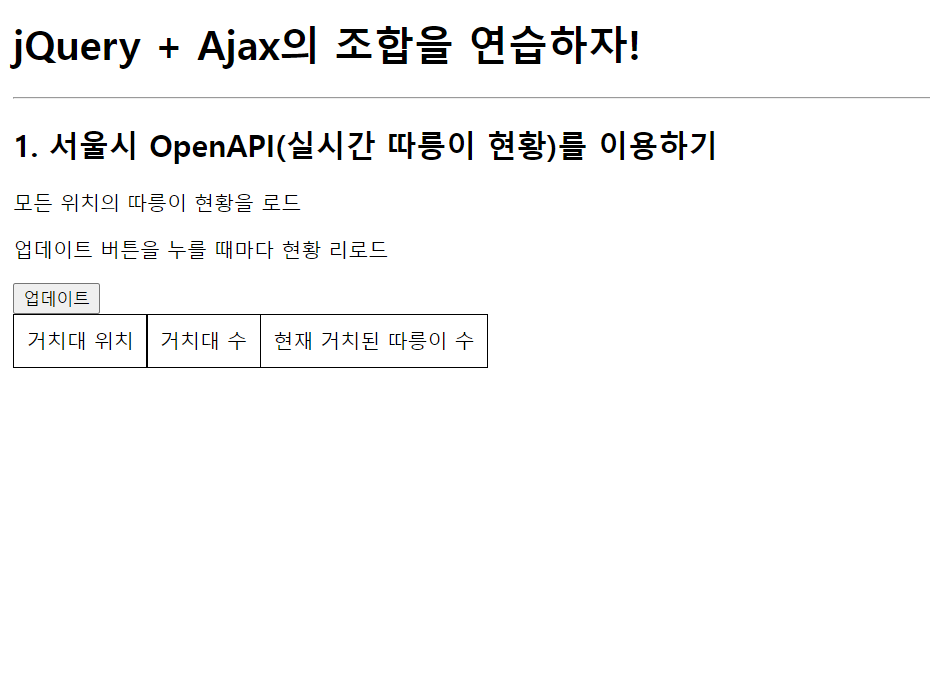 jQuery + Ajax의 조합을 연습하자!
1. 서울시 OpenAPI(실시간 따릉이 현황)를 이용하기
모든 위치의 따릉이 현황을 로드
업데이트 버튼을 누를 때마다 현황 리로드
업데이트
거치대 위치 거치대 수 현재 거치된 따릉이 수